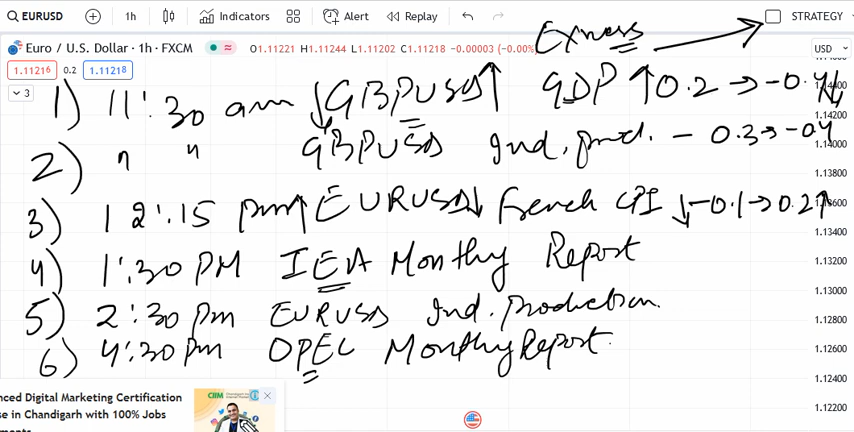 EURUSD 1h Indicators Alert Replay STRATEGY
Euro / U.S. Dollar · 1h · FXCM O1.11221 H1.11244 L1.11202 C1.11218 −0.00003 (−0.00% USD
Exness
1.11216 0.2 1.11218
3
1) 11:30 am ↓GBPUSD↑ GDP ↑0.2 → -0.4↓
2) " " GBPUSD Ind. prod. - 0.3→-0.4
3) 12:15 pm ↑EURUSD↓ French CPI ↓-0.1→0.2↑
4) 1:30 PM IEA Monthly Report
5) 2:30 pm EURUSD Ind. production.
6) 4:30 pm OPEC Monthly Report.
1.14400
1.14200
1.14000
1.13800
1.13600
1.13400
1.13200
1.13000
1.12800
1.12600
1.12400
1.12200
nced Digital Marketing Certification
se in Chandigarh with 100% Jobs
CIIM